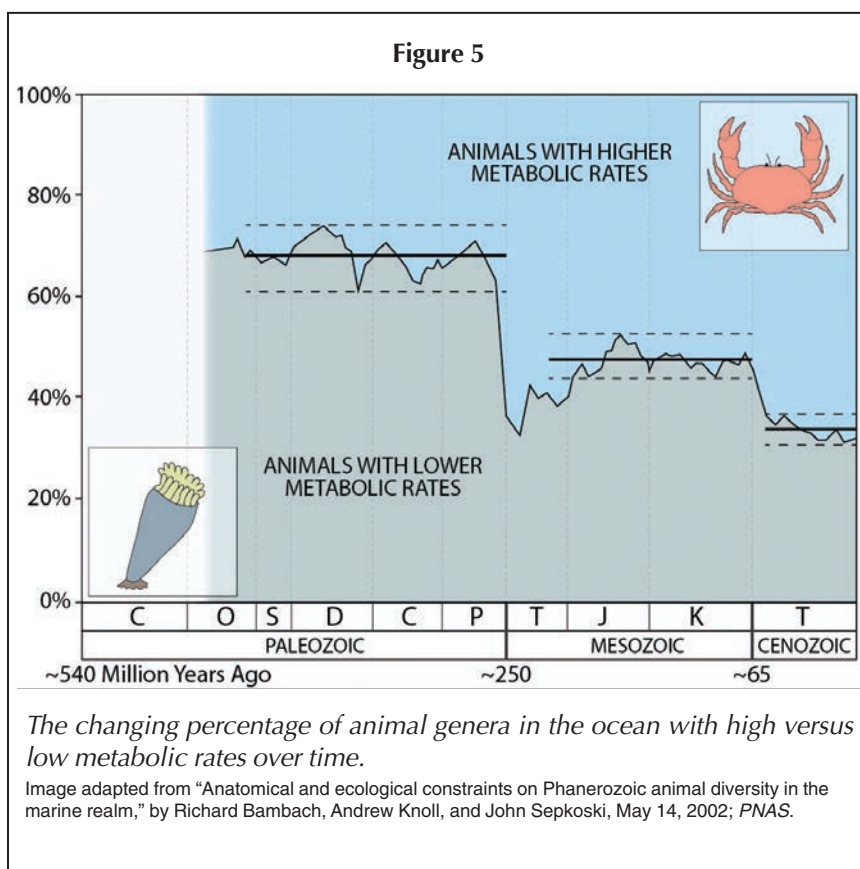 Figure 5
100%
80%
60%
40%
20%
0%
ANIMALS WITH HIGHER
METABOLIC RATES
ANIMALS WITH LOWER
METABOLIC RATES
C O S D C P T J K T
PALEOZOIC MESOZOIC CENOZOIC
~540 Million Years Ago ~250 ~65
The changing percentage of animal genera in the ocean with high versus
low metabolic rates over time.
Image adapted from “Anatomical and ecological constraints on Phanerozoic animal diversity in the
marine realm,” by Richard Bambach, Andrew Knoll, and John Sepkoski, May 14, 2002; PNAS.